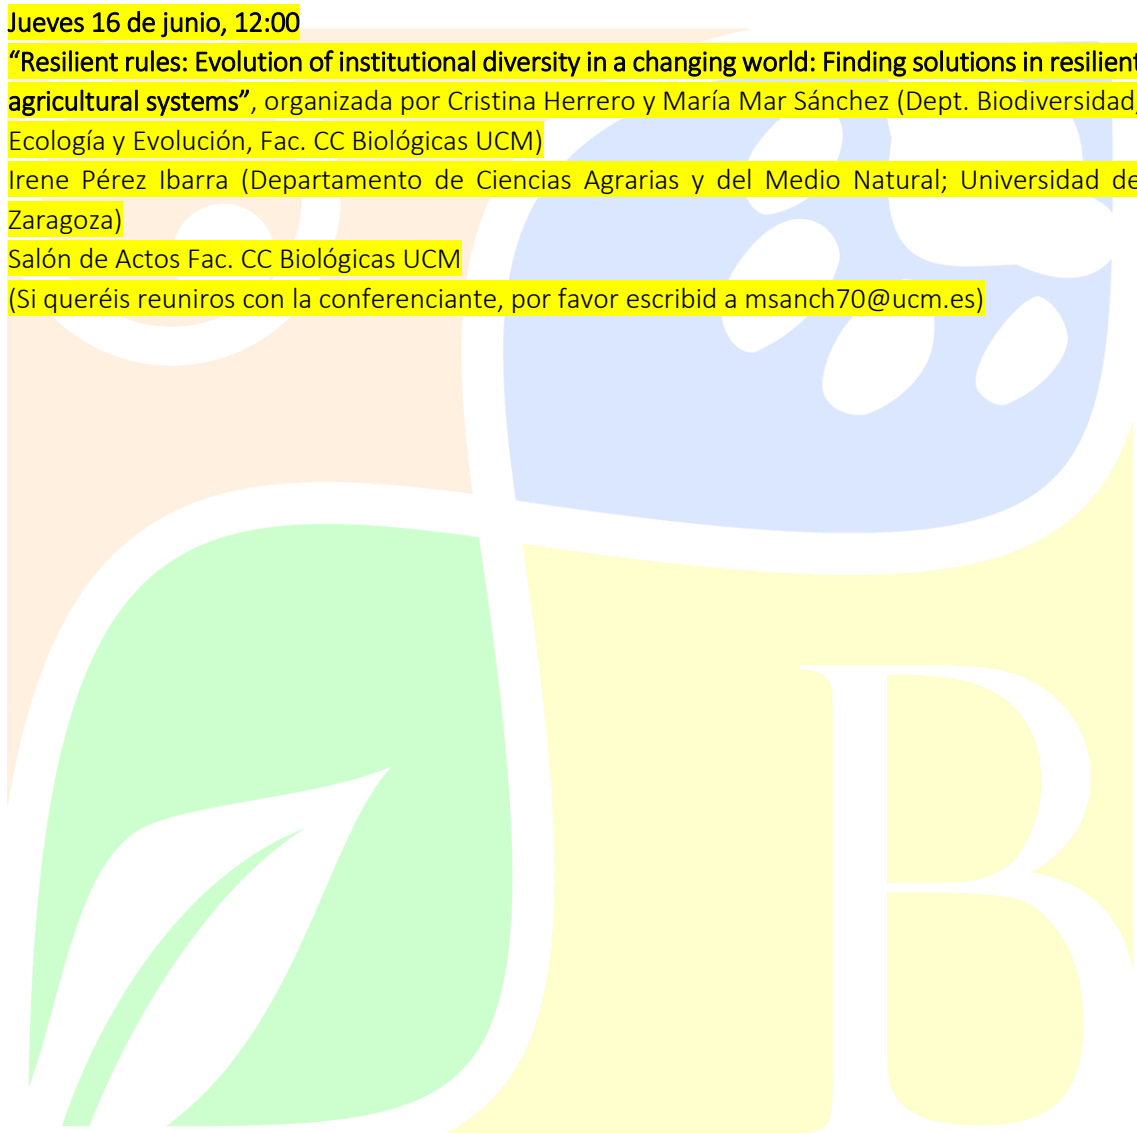 Jueves 16 de junio, 12:00
“Resilient rules: Evolution of institutional diversity in a changing world: Finding solutions in resilient
agricultural systems”, organizada por Cristina Herrero y María Mar Sánchez (Dept. Biodiversidad,
Ecología y Evolución, Fac. CC Biológicas UCM)
Irene Pérez Ibarra (Departamento de Ciencias Agrarias y del Medio Natural; Universidad de
Zaragoza)
Salón de Actos Fac. CC Biológicas UCM
(Si queréis reuniros con la conferenciante, por favor escribid a msanch70@ucm.es)
B